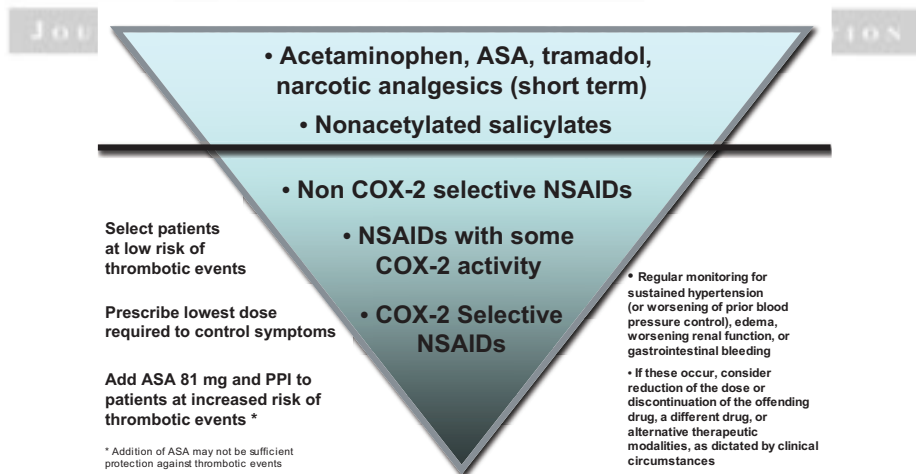 JOU
TION
• Acetaminophen, ASA, tramadol,
narcotic analgesics (short term)
• Nonacetylated salicylates
• Non COX-2 selective NSAIDs
• NSAIDs with some
COX-2 activity
• COX-2 Selective
NSAIDs
Select patients
at low risk of
thrombotic events
Prescribe lowest dose
required to control symptoms
Add ASA 81 mg and PPI to
patients at increased risk of
thrombotic events *
* Addition of ASA may not be sufficient
protection against thrombotic events
• Regular monitoring for
sustained hypertension
(or worsening of prior blood
pressure control), edema,
worsening renal function, or
gastrointestinal bleeding
• If these occur, consider
reduction of the dose or
discontinuation of the offending
drug, a different drug, or
alternative therapeutic
modalities, as dictated by clinical
circumstances